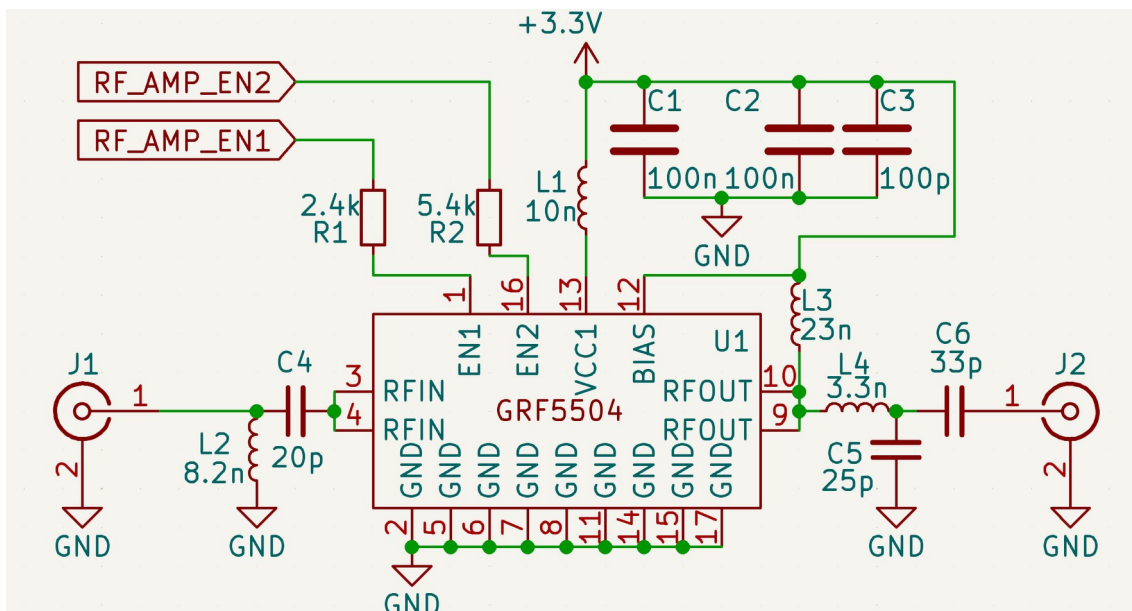 +3.3V
RF_AMP_EN2
RF_AMP_EN1
C1
C2
C3
100n
100n
100p
GND
L1
10n
2.4k
R1
5.4k
R2
1
16
13
12
EN1
EN2
VCC1
BIAS
U1
GRF5504
3
RFIN
4
RFIN
10
RFOUT
9
RFOUT
GND
GND
GND
GND
GND
GND
GND
GND
GND
2
5
6
7
8
11
14
15
17
GND
J1
1
2
GND
L2
8.2n
GND
C4
20p
L3
23n
L4
3.3n
C6
33p
C5
25p
GND
J2
1
2
GND